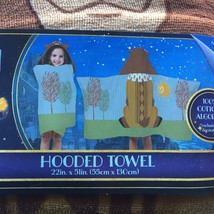 100%
COTTON
ALGODÓN
HOODED TOWEL
22in. x 51in. (55cm x 130cm)